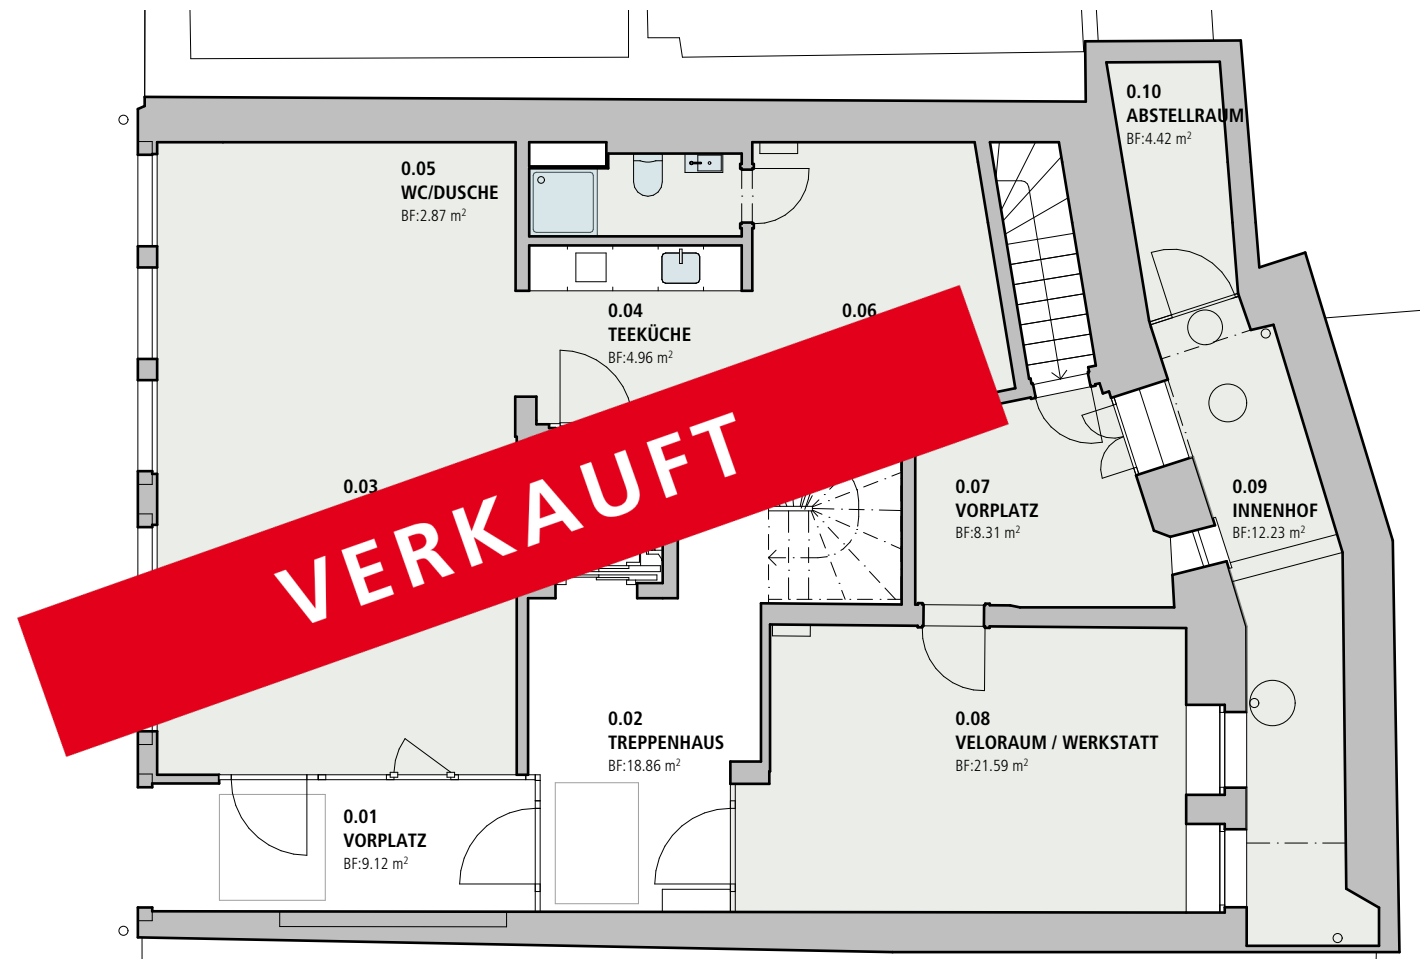 0.10
ABSTELLRAUM
BF:4.42 m²
0.05
WC/DUSCHE
BF:2.87 m²
0.04
TEEKÜCHE
BF:4.96 m²
0.06
0.03
0.07
VORPLATZ
BF:8.31 m²
0.09
INNENHOF
BF:12.23 m²
VERKAUFT
0.02
TREPPENHAUS
BF:18.86 m²
0.08
VELORAUM / WERKSTATT
BF:21.59 m²
0.01
VORPLATZ
BF:9.12 m²